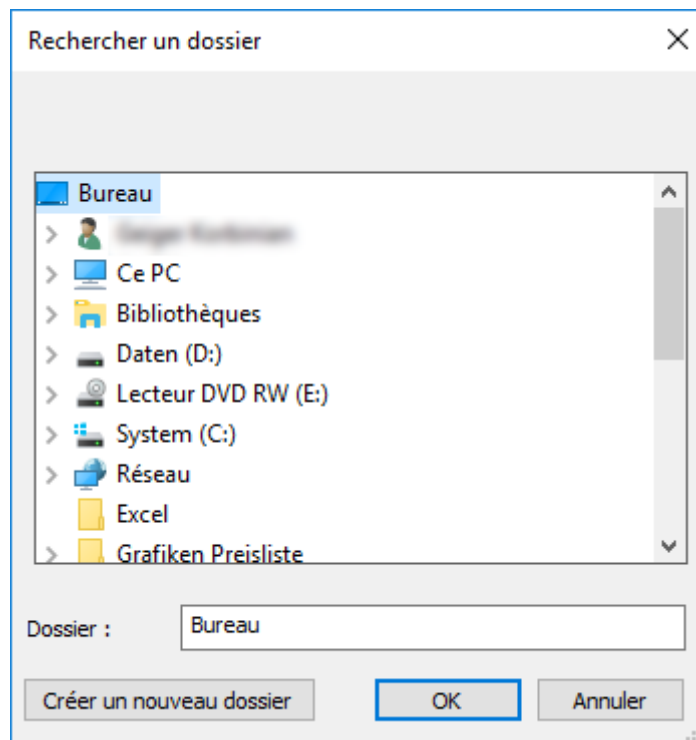 Rechercher un dossier
Bureau
Ce PC
Bibliothèques
Daten (D:)
Lecteur DVD RW (E:)
System (C:)
Réseau
Excel
Grafiken Preisliste
Dossier :
Bureau
Créer un nouveau dossier
OK
Annuler